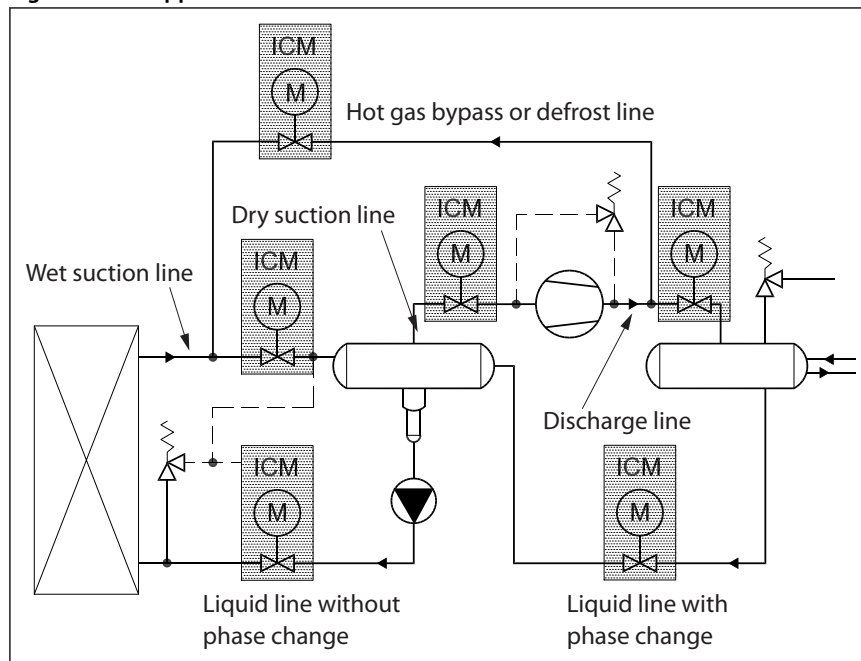 ICM
M
Hot gas bypass or defrost line
Dry suction line
ICM
M
ICM
M
Wet suction line
ICM
M
Discharge line
ICM
M
ICM
M
Liquid line without
phase change
Liquid line with
phase change